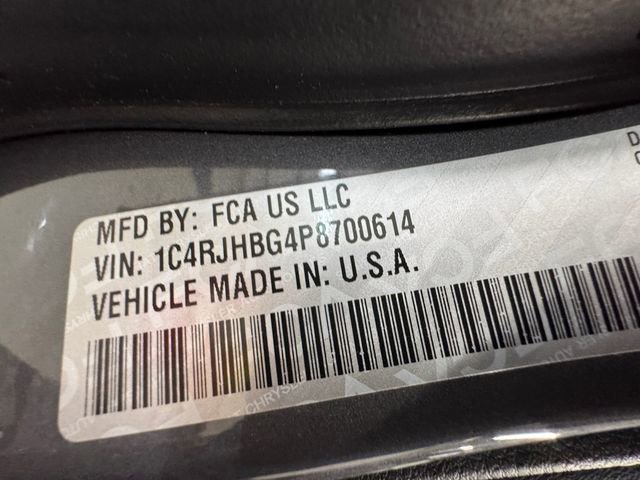 MFD BY: FCA US LLC
VIN: 1C4RJHBG4P8700614
VEHICLE MADE IN: U.S.A.